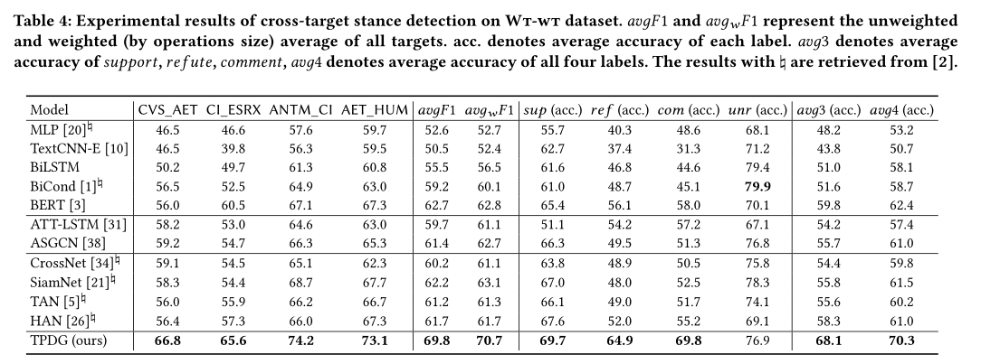 Table 4: Experimental results of cross-target stance detection on WT-WT dataset. avgF1 and avg_wF1 represent the unweighted
and weighted (by operations size) average of all targets. acc. denotes average accuracy of each label. avg3 denotes average
accuracy of support, refute, comment, avg4 denotes average accuracy of all four labels. The results with ♮ are retrieved from [2].
Model CVS_AET CI_ESRX ANTM_CI AET_HUM avgF1 avg_wF1 sup (acc.) ref (acc.) com (acc.) unr (acc.) avg3 (acc.) avg4 (acc.)
MLP [20]♮ 46.5 46.6 57.6 59.7 52.6 52.7 55.7 40.3 48.6 68.1 48.2 53.2
TextCNN-E [10] 46.5 39.8 56.3 59.5 50.5 52.4 62.7 37.4 31.3 71.2 43.8 50.7
BiLSTM 50.2 49.7 61.3 60.8 55.5 56.5 61.6 46.8 44.6 79.4 51.0 58.1
BiCond [1]♮ 56.5 52.5 64.9 63.0 59.2 60.1 61.0 48.7 45.1 79.9 51.6 58.7
BERT [3] 56.0 60.5 67.1 67.3 62.7 62.8 65.4 56.1 58.0 70.1 59.8 62.4
ATT-LSTM [31] 58.2 53.0 64.6 63.0 59.7 61.1 51.1 54.2 57.2 67.1 54.2 57.4
ASGCN [38] 59.2 54.7 66.3 65.3 61.4 62.7 66.3 49.5 51.3 76.8 55.7 61.0
CrossNet [34]♮ 59.1 54.5 65.1 62.3 60.2 61.1 63.8 48.9 50.5 75.8 54.4 59.8
SiamNet [21]♮ 58.3 54.4 68.7 67.7 62.2 63.1 67.0 48.0 52.5 78.3 55.8 61.5
TAN [5]♮ 56.0 55.9 66.2 66.7 61.2 61.3 66.1 49.0 51.7 74.1 55.6 60.2
HAN [26]♮ 56.4 57.3 66.0 67.3 61.7 61.7 67.6 52.0 55.2 69.1 58.3 61.0
TPDG (ours) 66.8 65.6 74.2 73.1 69.8 70.7 69.7 64.9 69.8 76.9 68.1 70.3